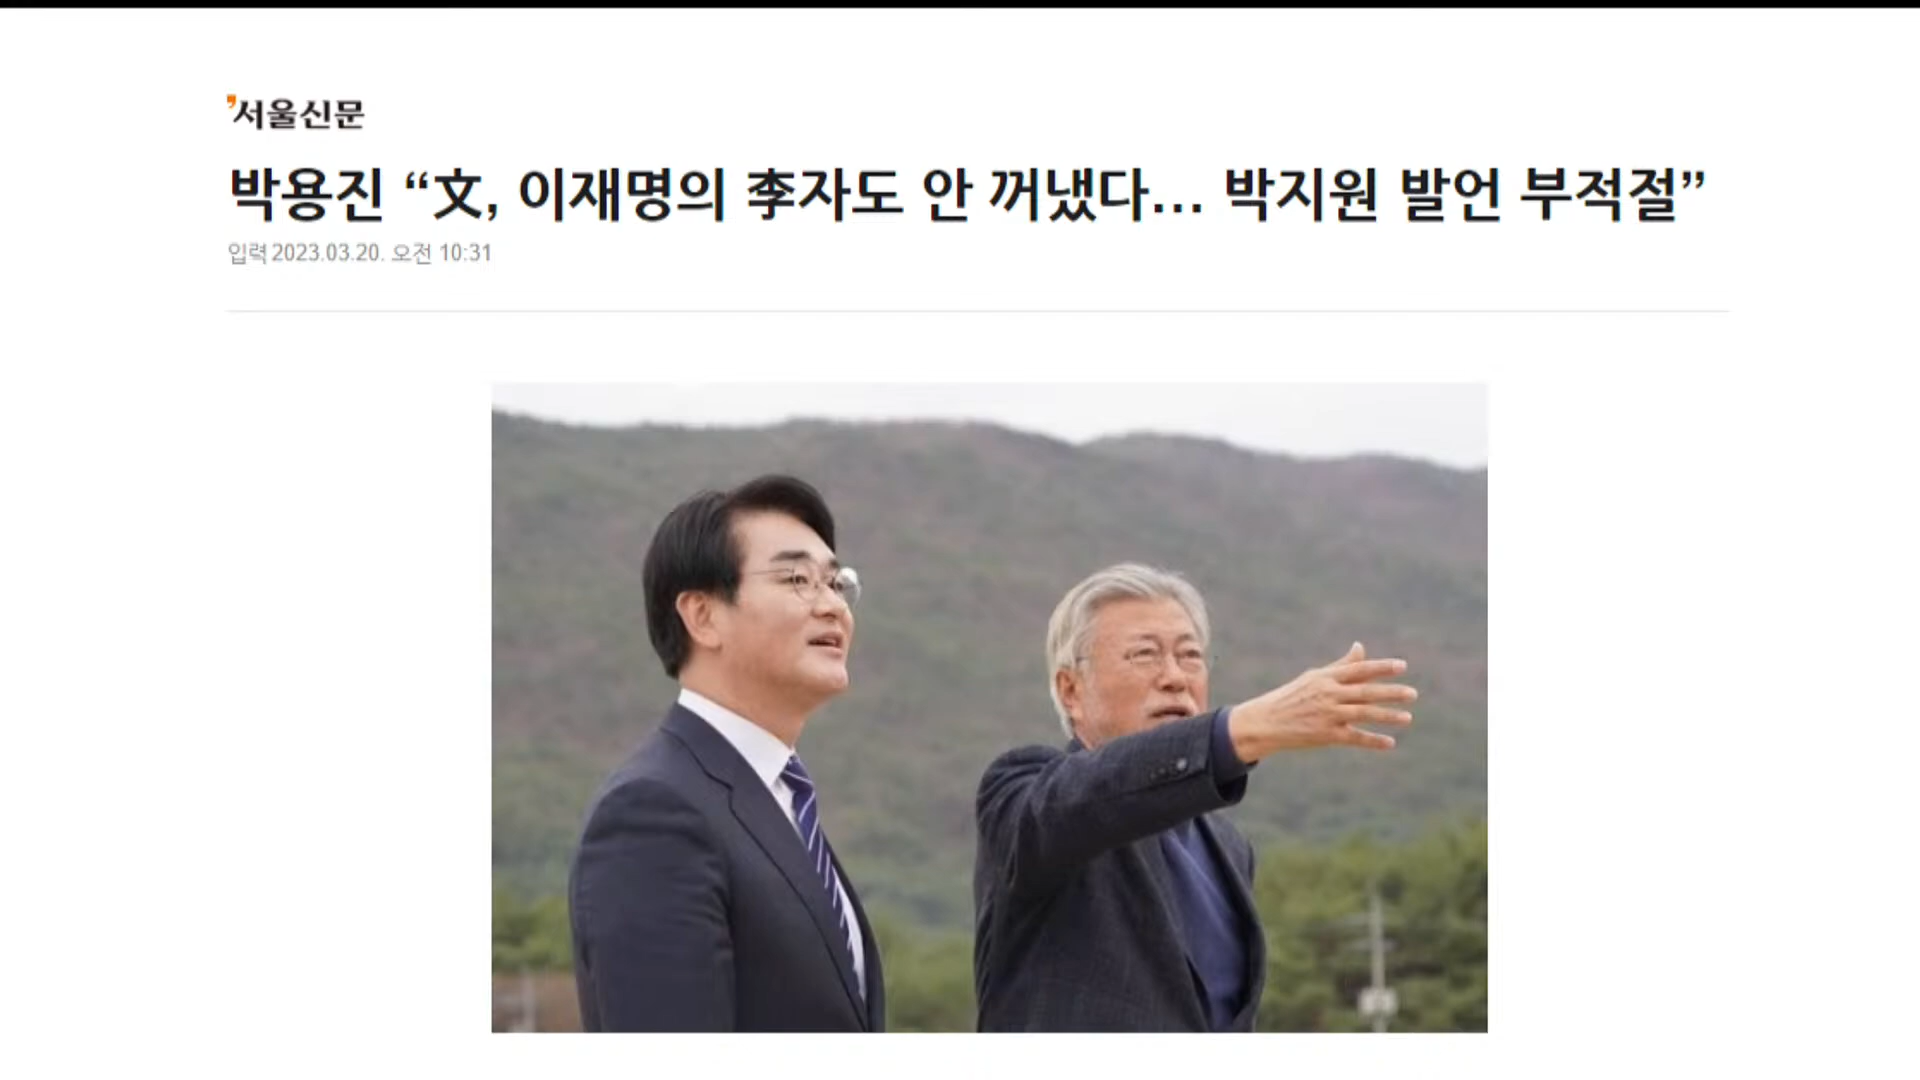 서울신문
박용진 “文, 이재명의 李자도 안 꺼냈다... 박지원 발언 부적절”
입력 2023.03.20. 오전 10:31